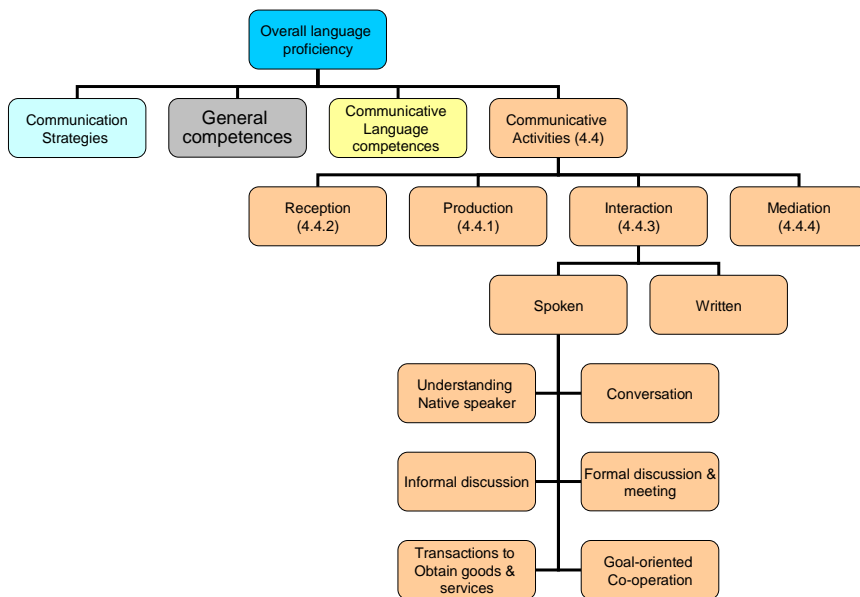 Overall language
proficiency
Communication
Strategies
General
competences
Communicative
Language
competences
Communicative
Activities (4.4)
Reception
(4.4.2)
Production
(4.4.1)
Interaction
(4.4.3)
Mediation
(4.4.4)
Spoken
Written
Understanding
Native speaker
Conversation
Informal discussion
Formal discussion &
meeting
Transactions to
Obtain goods &
services
Goal-oriented
Co-operation